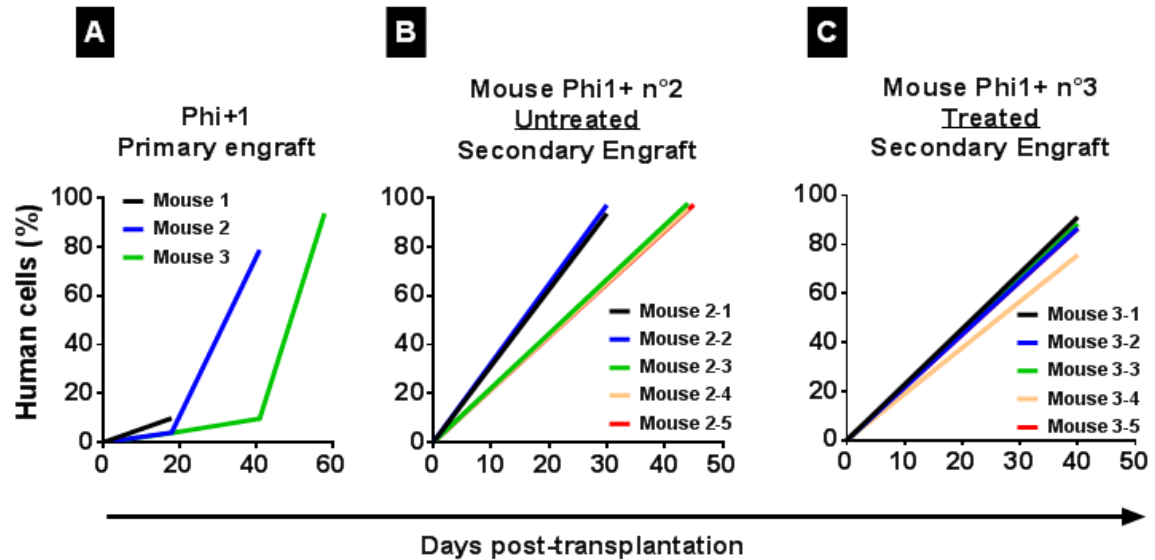 A
Phi+1
Primary engraft
Human cells (%)
100
80
60
40
20
0
Mouse 1
Mouse 2
Mouse 3
0 20 40 60
B
Mouse Phi1+ n°2
Untreated
Secondary Engraft
100
80
60
40
20
0
Mouse 2-1
Mouse 2-2
Mouse 2-3
Mouse 2-4
Mouse 2-5
0 10 20 30 40 50
C
Mouse Phi1+ n°3
Treated
Secondary Engraft
100
80
60
40
20
0
Mouse 3-1
Mouse 3-2
Mouse 3-3
Mouse 3-4
Mouse 3-5
0 10 20 30 40 50
Days post-transplantation